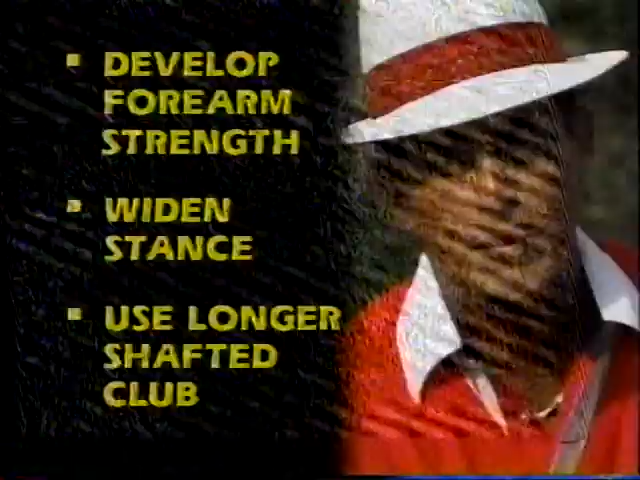 ▪ DEVELOP
FOREARM
STRENGTH
▪ WIDEN
STANCE
▪ USE LONGER
SHAFTED
CLUB